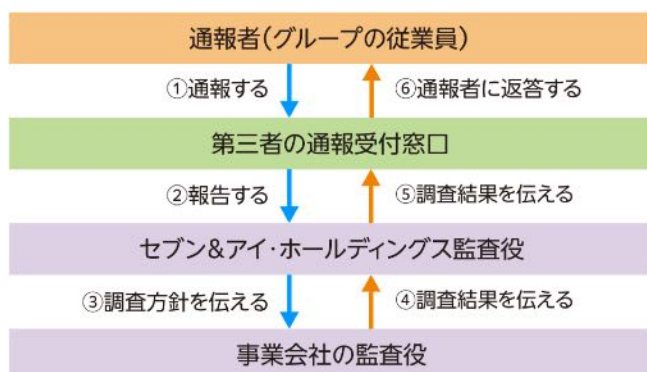 通報者(グループの従業員)
①通報する
⑥通報者に返答する
第三者の通報受付窓口
②報告する
⑤調査結果を伝える
セブン&アイ・ホールディングス監査役
③調査方針を伝える
④調査結果を伝える
事業会社の監査役